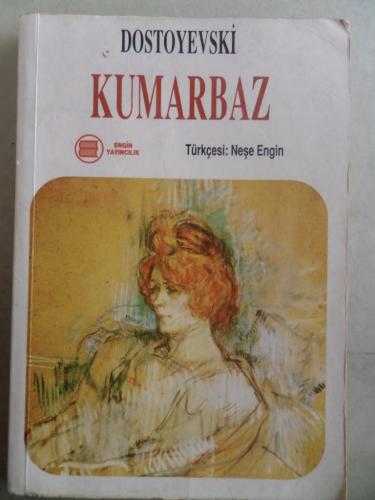 DOSTOYEVSKİ
KUMARBAZ
ENGİN
YAYINCILIK
Türkçesi: Neşe Engin